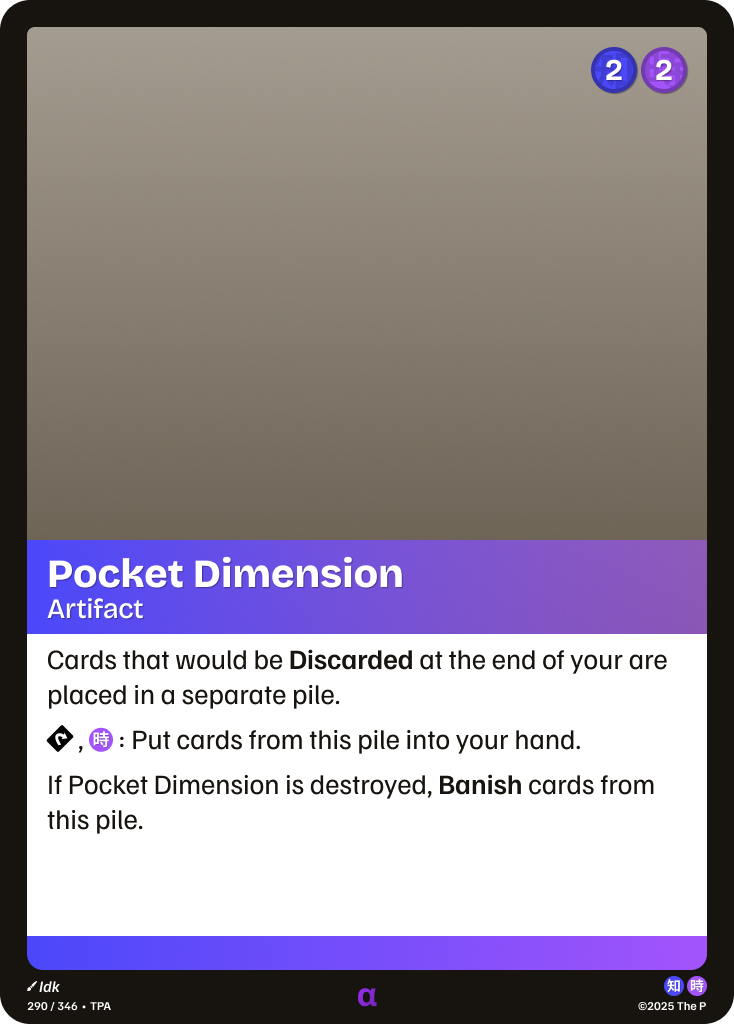 2 2
Pocket Dimension
Artifact
Cards that would be Discarded at the end of your are
placed in a separate pile.
, 時 : Put cards from this pile into your hand.
If Pocket Dimension is destroyed, Banish cards from
this pile.
Idk
290 / 346 • TPA
α
知 時
©2025 The P